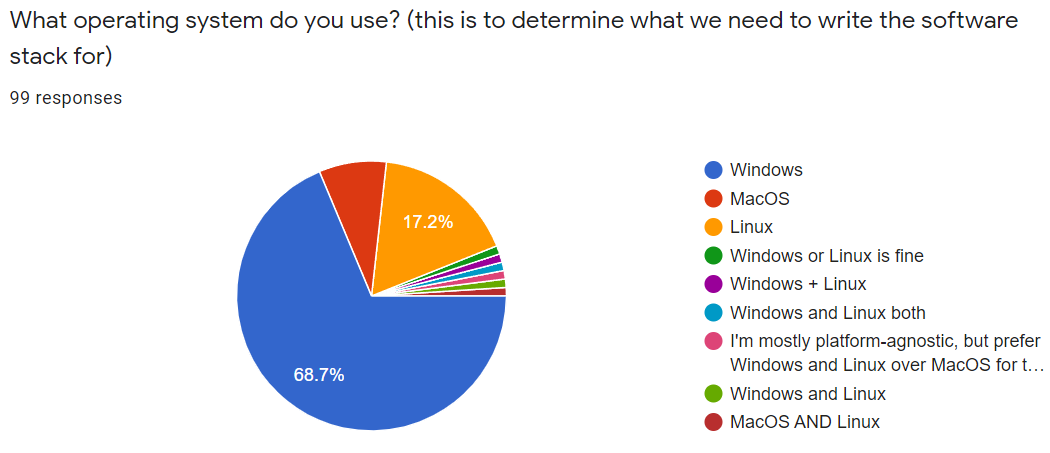 What operating system do you use? (this is to determine what we need to write the software
stack for)
99 responses
68.7%
17.2%
Windows
MacOS
Linux
Windows or Linux is fine
Windows + Linux
Windows and Linux both
I'm mostly platform-agnostic, but prefer
Windows and Linux over MacOS for t…
Windows and Linux
MacOS AND Linux